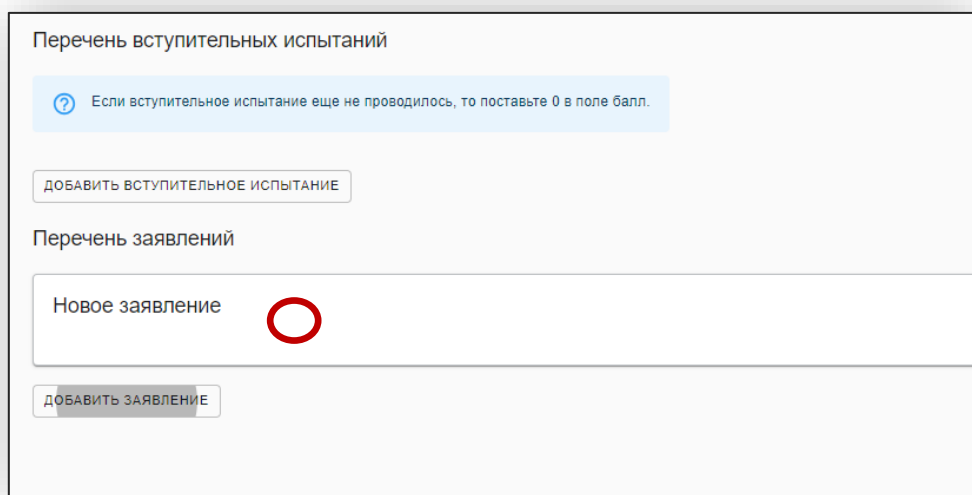 Перечень вступительных испытаний
Если вступительное испытание еще не проводилось, то поставьте 0 в поле балл.
ДОБАВИТЬ ВСТУПИТЕЛЬНОЕ ИСПЫТАНИЕ
Перечень заявлений
Новое заявление
ДОБАВИТЬ ЗАЯВЛЕНИЕ